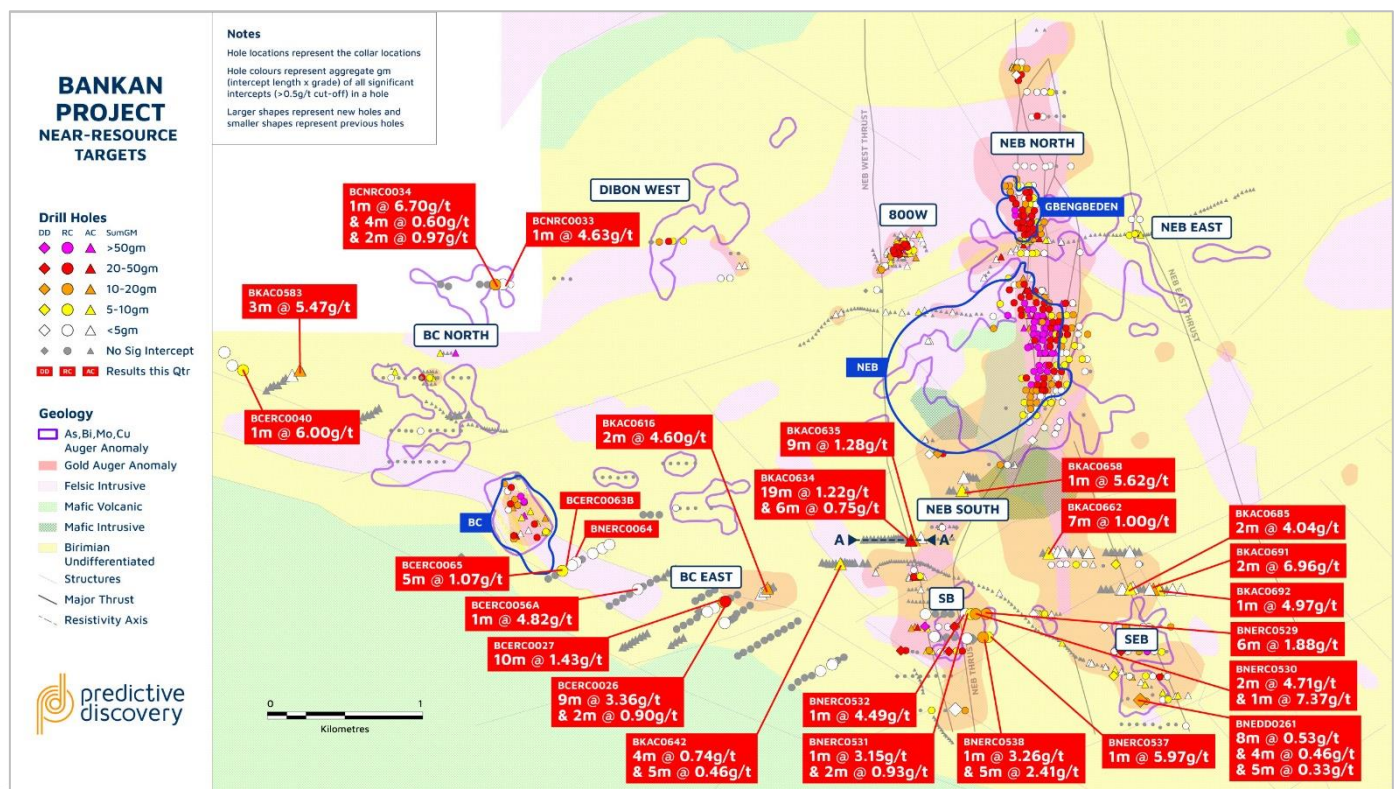 BANKAN
PROJECT
NEAR-RESOURCE
TARGETS
Drill Holes
DD RC AC SumGM
>50gm
20-50gm
10-20gm
5-10gm
<5gm
No Sig Intercept
DD RC AC Results this Qtr
Geology
As,Bi,Mo,Cu
Auger Anomaly
Gold Auger Anomaly
Felsic Intrusive
Mafic Volcanic
Mafic Intrusive
Birimian
Undifferentiated
Structures
Major Thrust
Resistivity Axis
predictive
discovery
Notes
Hole locations represent the collar locations
Hole colours represent aggregate gm
(intercept length x grade) of all significant
intercepts (>0.5g/t cut-off) in a hole
Larger shapes represent new holes and
smaller shapes represent previous holes
BCNRC0034
1m @ 6.70g/t
& 4m @ 0.60g/t
& 2m @ 0.97g/t
BCNRC0033
1m @ 4.63g/t
DIBON WEST
800W
NEB WEST THRUST
NEB NORTH
GBENGBEDEN
NEB EAST
NEB EAST THRUST
BKAC0583
3m @ 5.47g/t
BC NORTH
NEB
BCERC0040
1m @ 6.00g/t
BKAC0616
2m @ 4.60g/t
BKAC0635
9m @ 1.28g/t
BKAC0634
19m @ 1.22g/t
& 6m @ 0.75g/t
BKAC0658
1m @ 5.62g/t
NEB SOUTH
BKAC0662
7m @ 1.00g/t
BKAC0685
2m @ 4.04g/t
BKAC0691
2m @ 6.96g/t
BKAC0692
1m @ 4.97g/t
BC
BCERC0063B
BNERC0064
A
A'
BCERC0065
5m @ 1.07g/t
BC EAST
BCERC0056A
1m @ 4.82g/t
SB
SEB
NEB THRUST
BCERC0027
10m @ 1.43g/t
BNERC0529
6m @ 1.88g/t
BCERC0026
9m @ 3.36g/t
& 2m @ 0.90g/t
BNERC0530
2m @ 4.71g/t
& 1m @ 7.37g/t
BNERC0532
1m @ 4.49g/t
BKAC0642
4m @ 0.74g/t
& 5m @ 0.46g/t
BNERC0531
1m @ 3.15g/t
& 2m @ 0.93g/t
BNERC0538
1m @ 3.26g/t
& 5m @ 2.41g/t
BNERC0537
1m @ 5.97g/t
BNEDD0261
8m @ 0.53g/t
& 4m @ 0.46g/t
& 5m @ 0.33g/t
0 1
Kilometres